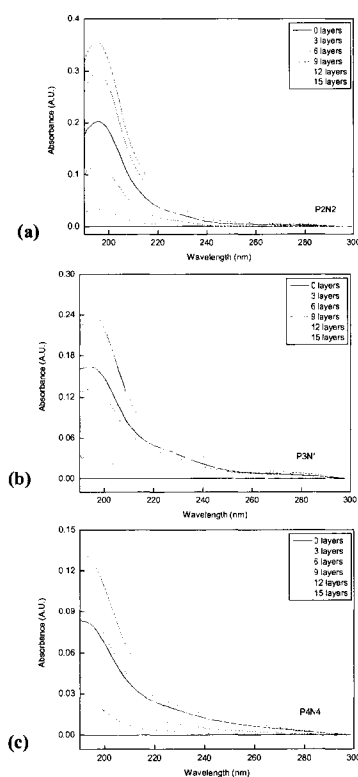 0.4
0.3
0.2
0.1
0.0
Absorbance (A.U.)
0 layers
3 layers
6 layers
9 layers
12 layers
15 layers
P2N2
200 220 240 260 280 300
Wavelength (nm)
(a)
0.30
0.24
0.18
0.12
0.06
0.00
Absorbance (A.U.)
0 layers
3 layers
6 layers
9 layers
12 layers
15 layers
P3N'
200 220 240 260 280 300
Wavelength (nm)
(b)
0.15
0.12
0.09
0.06
0.03
0.00
Absorbance (A.U.)
0 layers
3 layers
6 layers
9 layers
12 layers
15 layers
P4N4
200 220 240 260 280 300
Wavelength (nm)
(c)